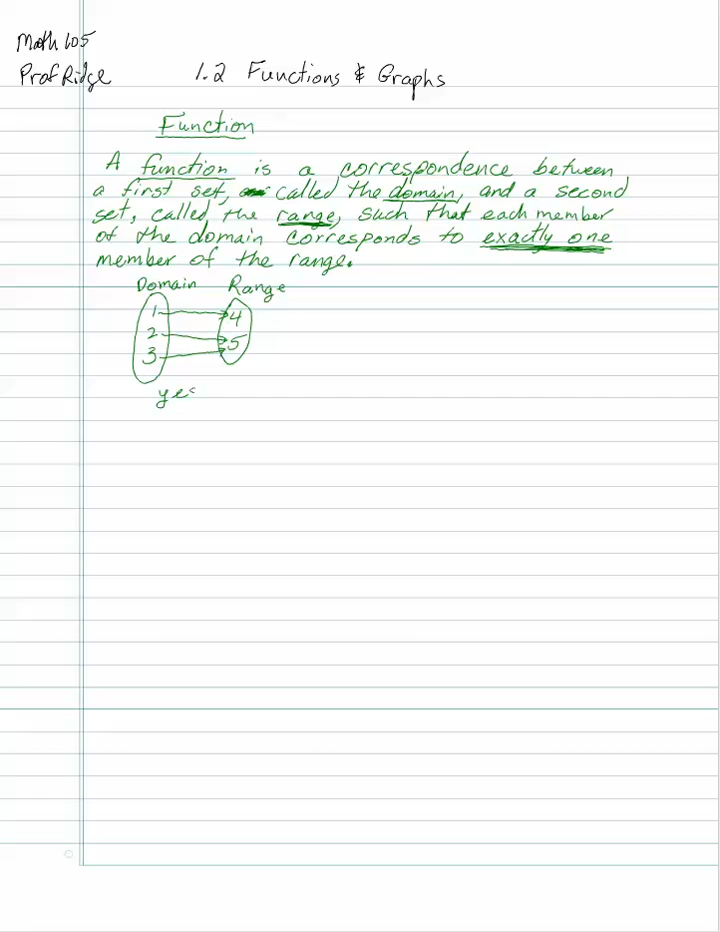 Math 105
Prof Ridge
1.2 Functions & Graphs
Function
A function is a correspondence between
a first set, called the domain, and a second
set, called the range, such that each member
of the domain corresponds to exactly one
member of the range.
Domain Range
1 4
2 5
3
yes